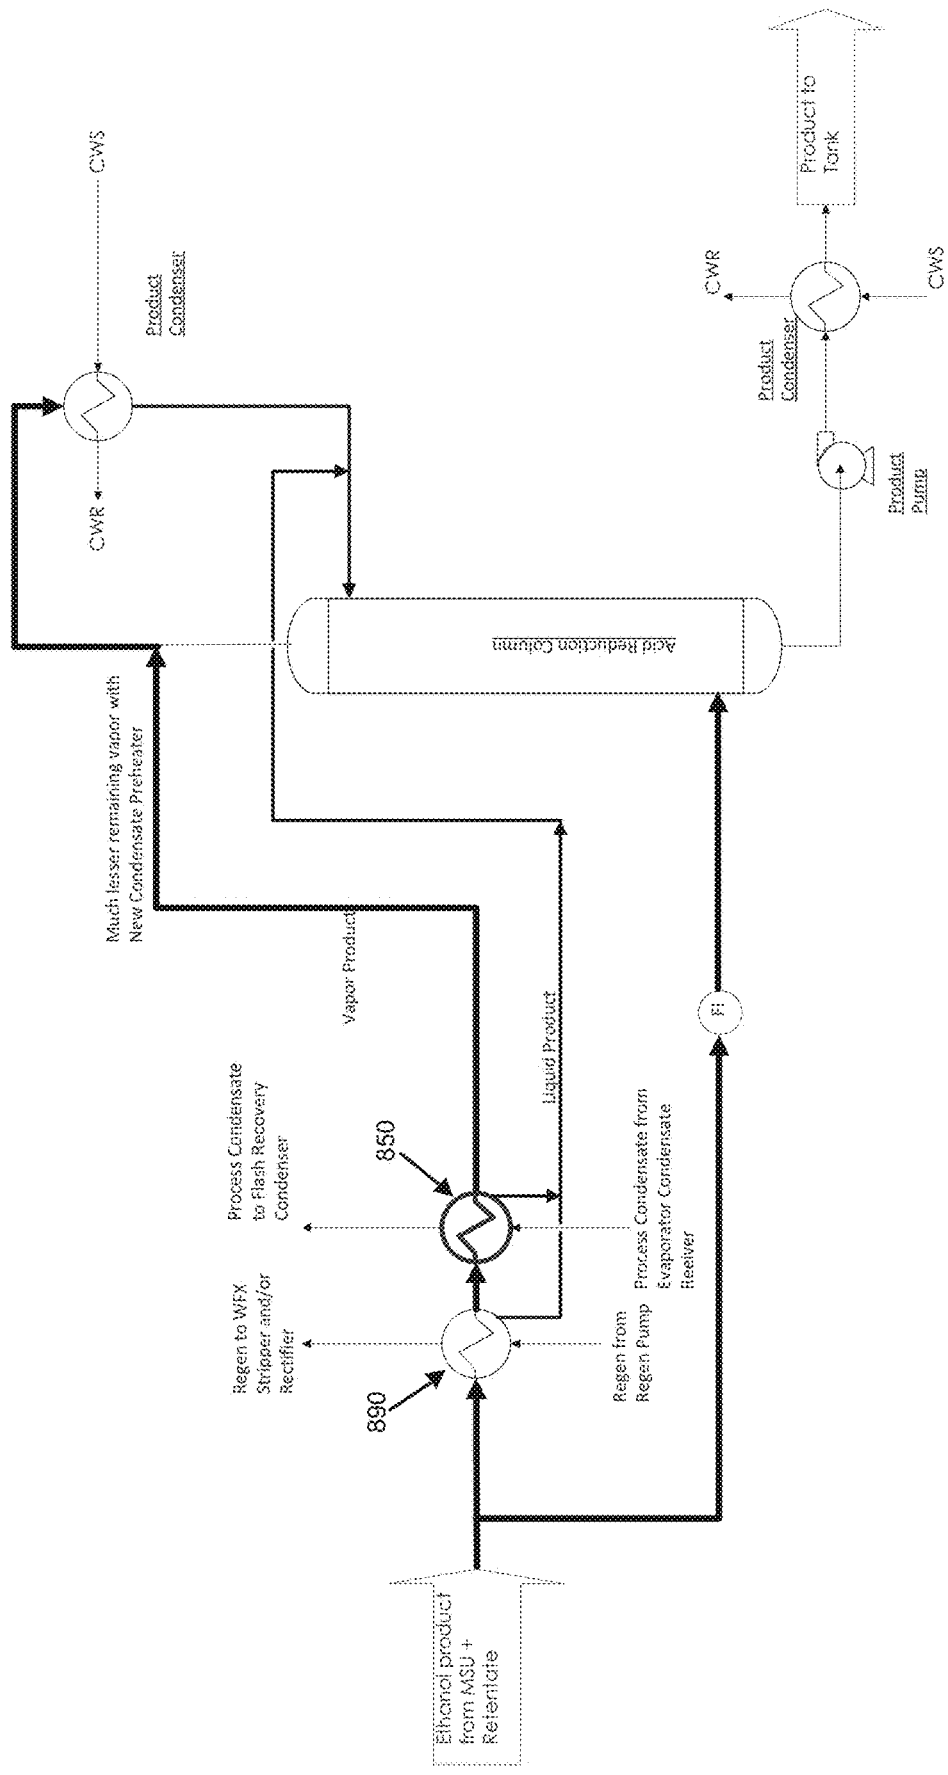 Ethanol product
from MSU +
Retentate
890
Regen to WFX
Stripper and/or
Rectifier
Regen from
Regen Pump
850
Process Condensate
to Flash Recovery
Condenser
Process Condensate from
Evaporator Condensate
Reeiver
Liquid Product
Vapor Product
Much lesser remaining vapor with
New Condensate Preheater
FI
Acid Reduction Column
CWR
CWS
Product
Condenser
Product
Pump
Product
Condenser
CWR
CWS
Product to
Tank